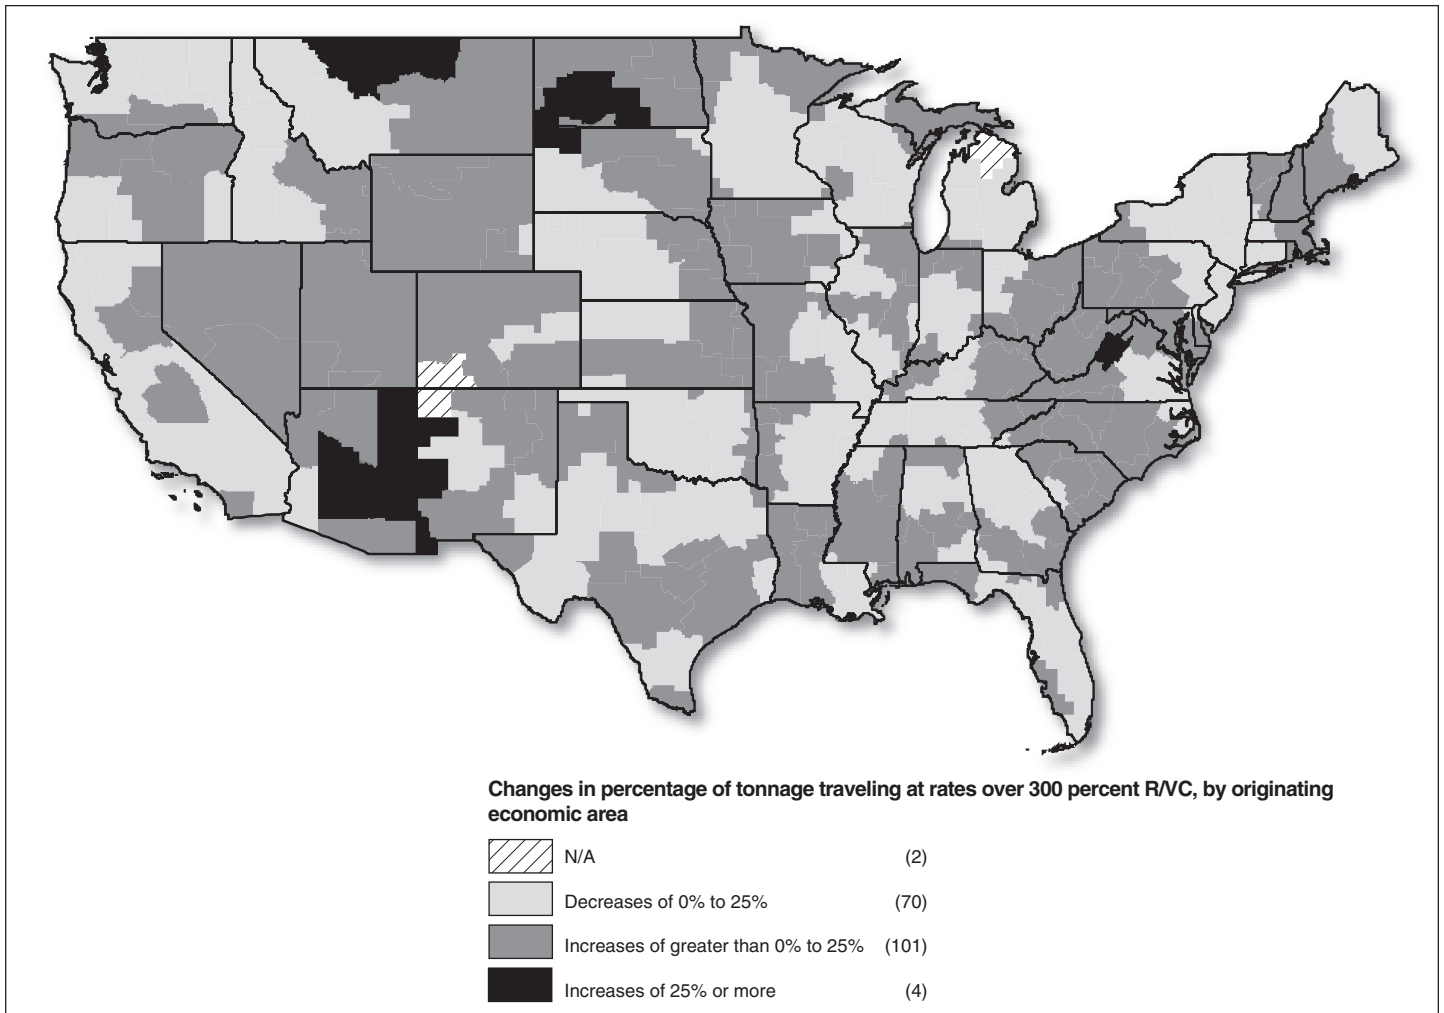 Changes in percentage of tonnage traveling at rates over 300 percent R/VC, by originating
economic area
N/A (2)
Decreases of 0% to 25% (70)
Increases of greater than 0% to 25% (101)
Increases of 25% or more (4)